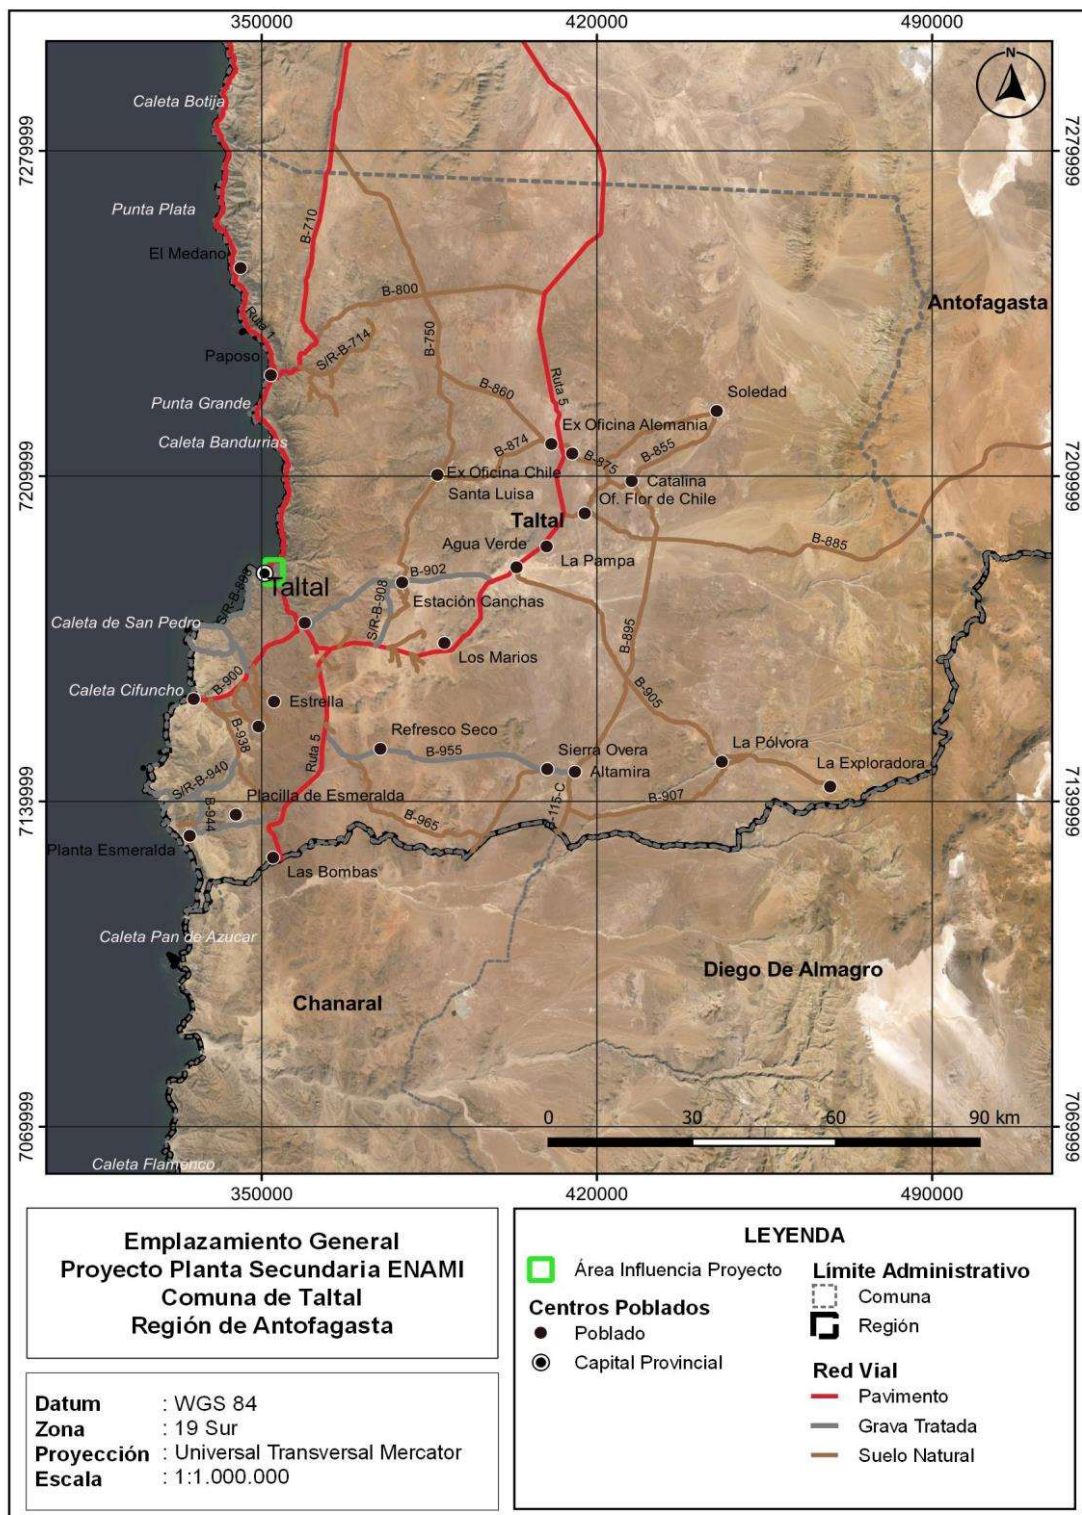 350000
420000
490000
N
Caleta Botija
7279999
7279999
Punta Plata
B-710
El Medano
B-800
Antofagasta
Ruta 1
S/R-B-714
B-750
Paposo
Ruta 5
B-860
Soledad
Punta Grande
Ex Oficina Alemania
Caleta Bandurrias
B-874
B-875
B-855
7209999
7209999
Ex Oficina Chile
Catalina
Santa Luisa
Of. Flor de Chile
Taltal
Agua Verde
La Pampa
B-885
B-902
S/R-B-895
Taltal
Estación Canchas
S/R-B-908
Caleta de San Pedro
B-895
Los Marios
B-900
Caleta Cifuncho
Estrella
B-905
B-938
Refresco Seco
Ruta 5
B-955
Sierra Overa
La Pólvora
Altamira
La Exploradora
S/R-B-940
Placilla de Esmeralda
B-907
7139999
7139999
B-944
B-965
B-115-C
Planta Esmeralda
Las Bombas
Caleta Pan de Azucar
Diego De Almagro
Chanaral
0 30 60 90 km
7069999
7069999
Caleta Flamenco
350000
420000
490000
Emplazamiento General
Proyecto Planta Secundaria ENAMI
Comuna de Taltal
Región de Antofagasta
Datum : WGS 84
Zona : 19 Sur
Proyección : Universal Transversal Mercator
Escala : 1:1.000.000
LEYENDA
Área Influencia Proyecto
Centros Poblados
Poblado
Capital Provincial
Límite Administrativo
Comuna
Región
Red Vial
Pavimento
Grava Tratada
Suelo Natural